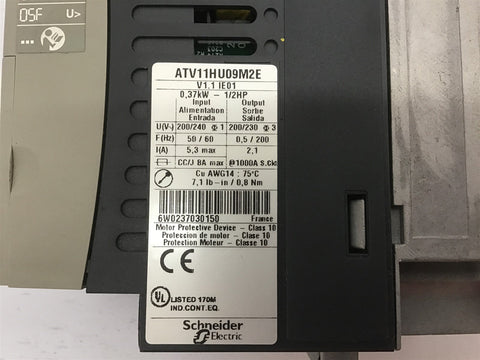 OSF U>
ATV11HU09M2E
V1.1 IE01
0,37kW – 1/2HP
Input Output
Alimentation Sortie
Entrada Salida
U(V~) 200/240 Φ 1 200/230 Φ 3
F(Hz) 50 / 60 0,5 / 200
I(A) 5,3 max 2,1
CC/J 8A max @1000A S.Ckt
Cu AWG14 : 75°C
7,1 lb-in / 0,8 Nm
6W0237030150 France
Motor Protective Device – Class 10
Proteccion de motor – Clase 10
Protection Moteur – Classe 10
CE
UL LISTED 170M
IND.CONT.EQ.
Schneider
Electric